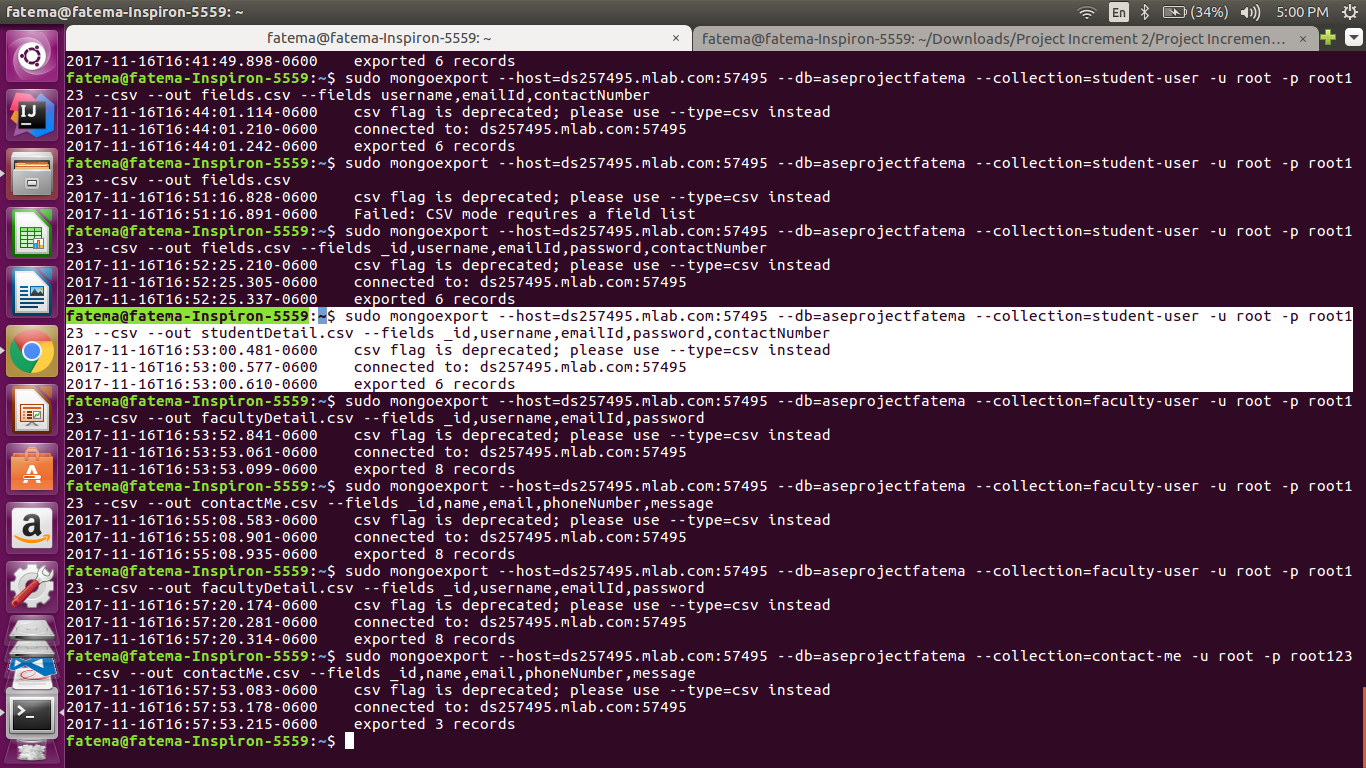 fatema@fatema-Inspiron-5559: ~
En
(34%)
5:00 PM
fatema@fatema-Inspiron-5559: ~ ×
fatema@fatema-Inspiron-5559: ~/Downloads/Project Increment 2/Project Incremen... ×
2017-11-16T16:41:49.898-0600    exported 6 records
fatema@fatema-Inspiron-5559:~$ sudo mongoexport --host=ds257495.mlab.com:57495 --db=aseprojectfatema --collection=student-user -u root -p root1
23 --csv --out fields.csv --fields username,emailId,contactNumber
2017-11-16T16:44:01.114-0600    csv flag is deprecated; please use --type=csv instead
2017-11-16T16:44:01.210-0600    connected to: ds257495.mlab.com:57495
2017-11-16T16:44:01.242-0600    exported 6 records
fatema@fatema-Inspiron-5559:~$ sudo mongoexport --host=ds257495.mlab.com:57495 --db=aseprojectfatema --collection=student-user -u root -p root1
23 --csv --out fields.csv
2017-11-16T16:51:16.828-0600    csv flag is deprecated; please use --type=csv instead
2017-11-16T16:51:16.891-0600    Failed: CSV mode requires a field list
fatema@fatema-Inspiron-5559:~$ sudo mongoexport --host=ds257495.mlab.com:57495 --db=aseprojectfatema --collection=student-user -u root -p root1
23 --csv --out fields.csv --fields _id,username,emailId,password,contactNumber
2017-11-16T16:52:25.210-0600    csv flag is deprecated; please use --type=csv instead
2017-11-16T16:52:25.305-0600    connected to: ds257495.mlab.com:57495
2017-11-16T16:52:25.337-0600    exported 6 records
fatema@fatema-Inspiron-5559:~$ sudo mongoexport --host=ds257495.mlab.com:57495 --db=aseprojectfatema --collection=student-user -u root -p root1
23 --csv --out studentDetail.csv --fields _id,username,emailId,password,contactNumber
2017-11-16T16:53:00.481-0600    csv flag is deprecated; please use --type=csv instead
2017-11-16T16:53:00.577-0600    connected to: ds257495.mlab.com:57495
2017-11-16T16:53:00.610-0600    exported 6 records
fatema@fatema-Inspiron-5559:~$ sudo mongoexport --host=ds257495.mlab.com:57495 --db=aseprojectfatema --collection=faculty-user -u root -p root1
23 --csv --out facultyDetail.csv --fields _id,username,emailId,password
2017-11-16T16:53:52.841-0600    csv flag is deprecated; please use --type=csv instead
2017-11-16T16:53:53.061-0600    connected to: ds257495.mlab.com:57495
2017-11-16T16:53:53.099-0600    exported 8 records
fatema@fatema-Inspiron-5559:~$ sudo mongoexport --host=ds257495.mlab.com:57495 --db=aseprojectfatema --collection=faculty-user -u root -p root1
23 --csv --out contactMe.csv --fields _id,name,email,phoneNumber,message
2017-11-16T16:55:08.583-0600    csv flag is deprecated; please use --type=csv instead
2017-11-16T16:55:08.901-0600    connected to: ds257495.mlab.com:57495
2017-11-16T16:55:08.935-0600    exported 8 records
fatema@fatema-Inspiron-5559:~$ sudo mongoexport --host=ds257495.mlab.com:57495 --db=aseprojectfatema --collection=faculty-user -u root -p root1
23 --csv --out facultyDetail.csv --fields _id,username,emailId,password
2017-11-16T16:57:20.174-0600    csv flag is deprecated; please use --type=csv instead
2017-11-16T16:57:20.281-0600    connected to: ds257495.mlab.com:57495
2017-11-16T16:57:20.314-0600    exported 8 records
fatema@fatema-Inspiron-5559:~$ sudo mongoexport --host=ds257495.mlab.com:57495 --db=aseprojectfatema --collection=contact-me -u root -p root123
 --csv --out contactMe.csv --fields _id,name,email,phoneNumber,message
2017-11-16T16:57:53.083-0600    csv flag is deprecated; please use --type=csv instead
2017-11-16T16:57:53.178-0600    connected to: ds257495.mlab.com:57495
2017-11-16T16:57:53.215-0600    exported 3 records
fatema@fatema-Inspiron-5559:~$
IJ
A
a
>_